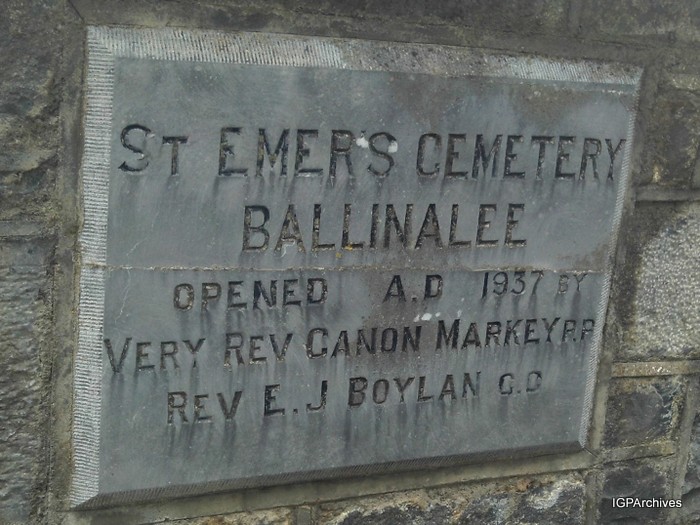 ST EMER'S CEMETERY
BALLINALEE
OPENED A.D 1937 BY
VERY REV CANON MARKEY P.P
REV E.J BOYLAN C.C
IGPArchives